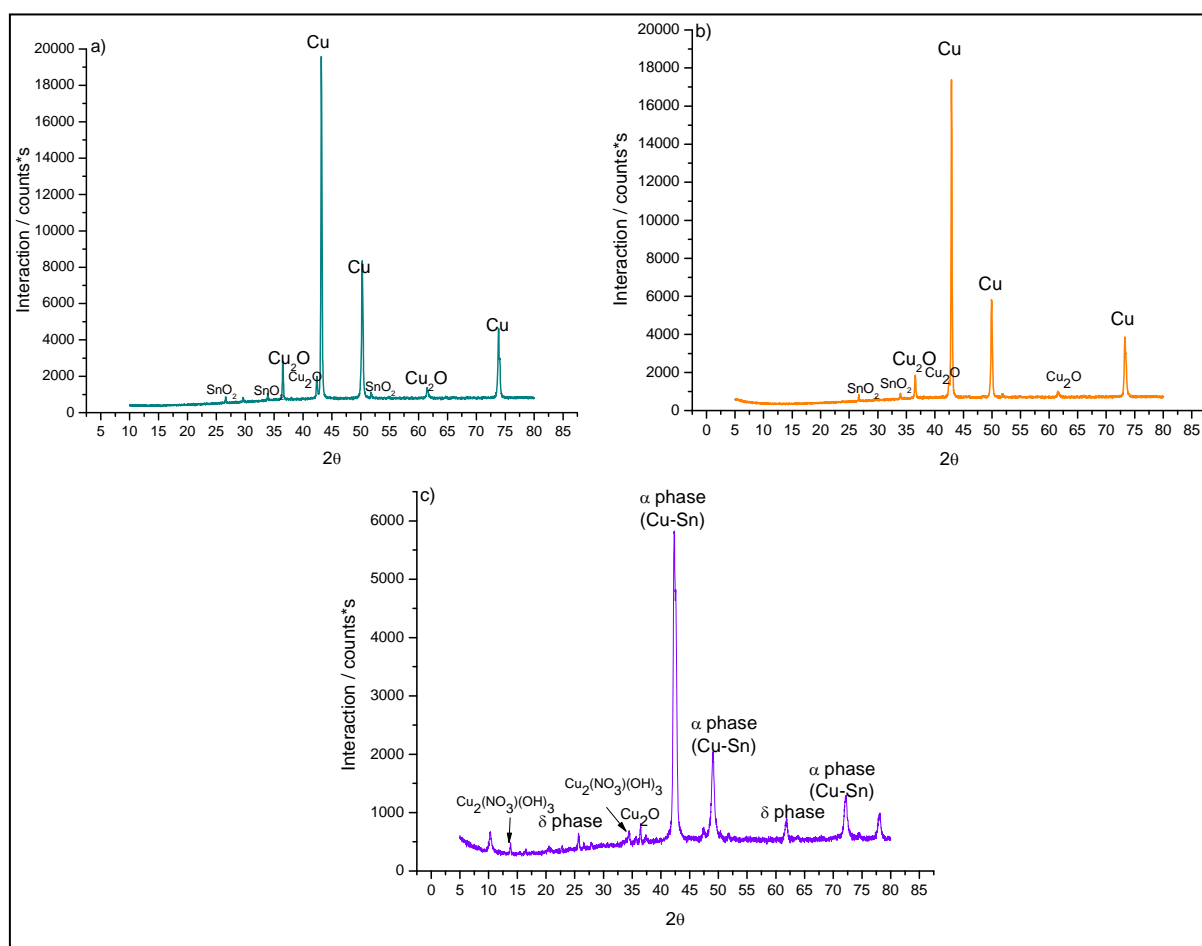 a)
Cu
20000
18000
16000
14000
12000
10000
8000
6000
4000
2000
0
Interaction / counts*s
Cu
Cu
Cu₂O
Cu₂O
SnO₂
SnO₂
SnO₂
Cu₂O
10 15 20 25 30 35 40 45 50 55 60 65 70 75 80 85
2θ
b)
Cu
20000
18000
16000
14000
12000
10000
8000
6000
4000
2000
0
Interaction / counts*s
Cu
Cu
Cu₂O
Cu₂O
SnO₂
SnO₂
Cu₂O
0 5 10 15 20 25 30 35 40 45 50 55 60 65 70 75 80 85
2θ
c)
α phase
(Cu-Sn)
6000
5000
4000
3000
2000
1000
0
Interaction / counts*s
α phase
(Cu-Sn)
α phase
(Cu-Sn)
Cu₂(NO₃)(OH)₃
Cu₂(NO₃)(OH)₃
δ phase
Cu₂O
δ phase
0 5 10 15 20 25 30 35 40 45 50 55 60 65 70 75 80 85
2θ